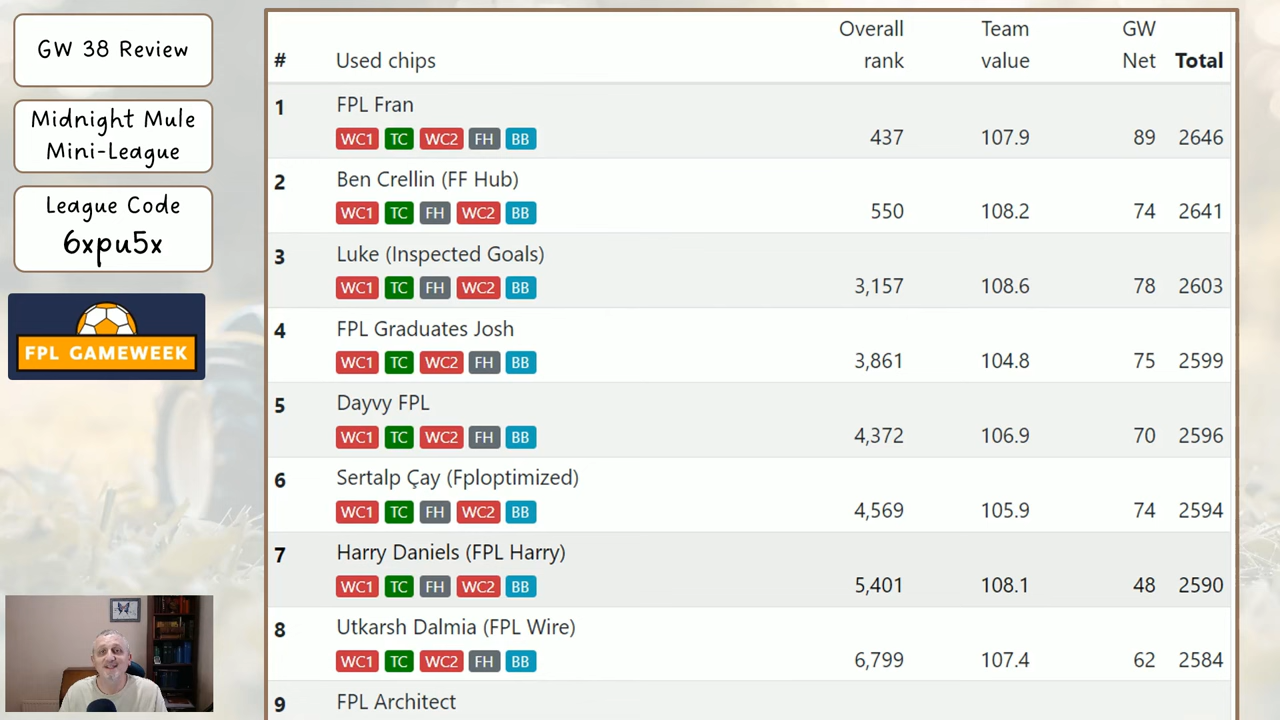 GW 38 Review
Midnight Mule
Mini-League
League Code
6xpu5x
FPL GAMEWEEK
# Used chips Overall rank Team value GW Net Total
1 FPL Fran
WC1 TC WC2 FH BB 437 107.9 89 2646
2 Ben Crellin (FF Hub)
WC1 TC FH WC2 BB 550 108.2 74 2641
3 Luke (Inspected Goals)
WC1 TC FH WC2 BB 3,157 108.6 78 2603
4 FPL Graduates Josh
WC1 TC WC2 FH BB 3,861 104.8 75 2599
5 Dayvy FPL
WC1 TC WC2 FH BB 4,372 106.9 70 2596
6 Sertalp Çay (Fploptimized)
WC1 TC FH WC2 BB 4,569 105.9 74 2594
7 Harry Daniels (FPL Harry)
WC1 TC FH WC2 BB 5,401 108.1 48 2590
8 Utkarsh Dalmia (FPL Wire)
WC1 TC WC2 FH BB 6,799 107.4 62 2584
9 FPL Architect